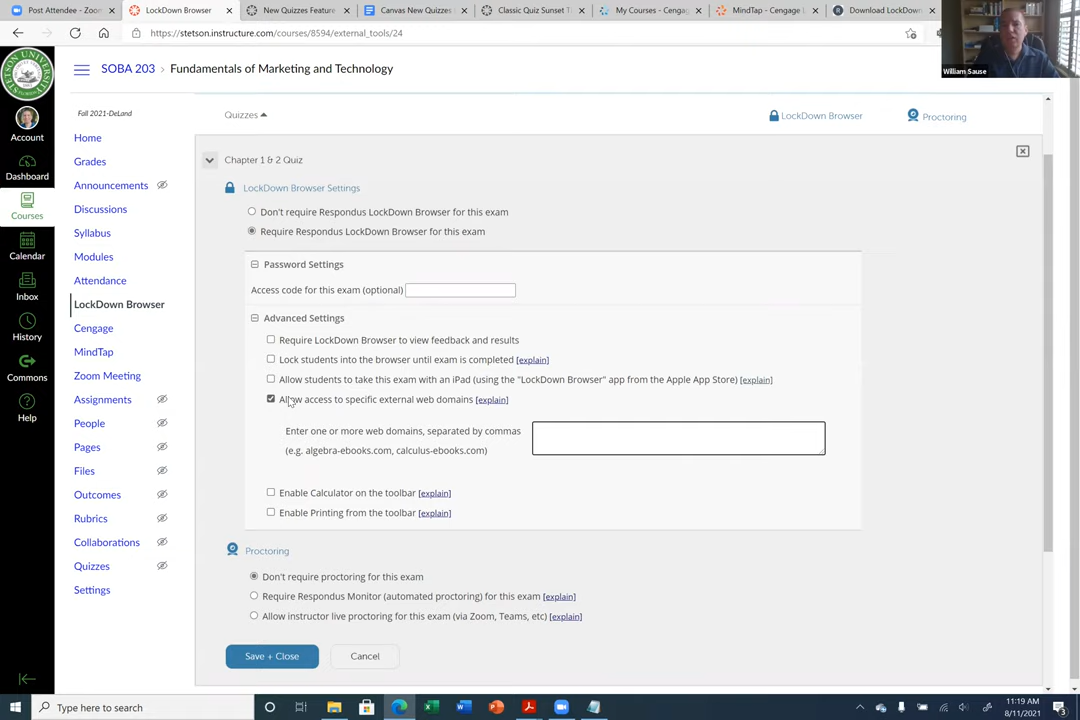 Post Attendee - Zoom
LockDown Browser
New Quizzes Feature
Canvas New Quizzes
Classic Quiz Sunset Ti
My Courses - Cengag
MindTap - Cengage L
Download LockDown
https://stetson.instructure.com/courses/8594/external_tools/24
William Sause
SOBA 203 > Fundamentals of Marketing and Technology
Fall 2021-DeLand
Account
Dashboard
Courses
Calendar
Inbox
History
Commons
Help
Home
Grades
Announcements
Discussions
Syllabus
Modules
Attendance
LockDown Browser
Cengage
MindTap
Zoom Meeting
Assignments
People
Pages
Files
Outcomes
Rubrics
Collaborations
Quizzes
Settings
Quizzes
LockDown Browser
Proctoring
Chapter 1 & 2 Quiz
LockDown Browser Settings
Don't require Respondus LockDown Browser for this exam
Require Respondus LockDown Browser for this exam
Password Settings
Access code for this exam (optional)
Advanced Settings
Require LockDown Browser to view feedback and results
Lock students into the browser until exam is completed [explain]
Allow students to take this exam with an iPad (using the "LockDown Browser" app from the Apple App Store) [explain]
Allow access to specific external web domains [explain]
Enter one or more web domains, separated by commas
(e.g. algebra-ebooks.com, calculus-ebooks.com)
Enable Calculator on the toolbar [explain]
Enable Printing from the toolbar [explain]
Proctoring
Don't require proctoring for this exam
Require Respondus Monitor (automated proctoring) for this exam [explain]
Allow instructor live proctoring for this exam (via Zoom, Teams, etc) [explain]
Save + Close
Cancel
Type here to search
11:19 AM
8/11/2021